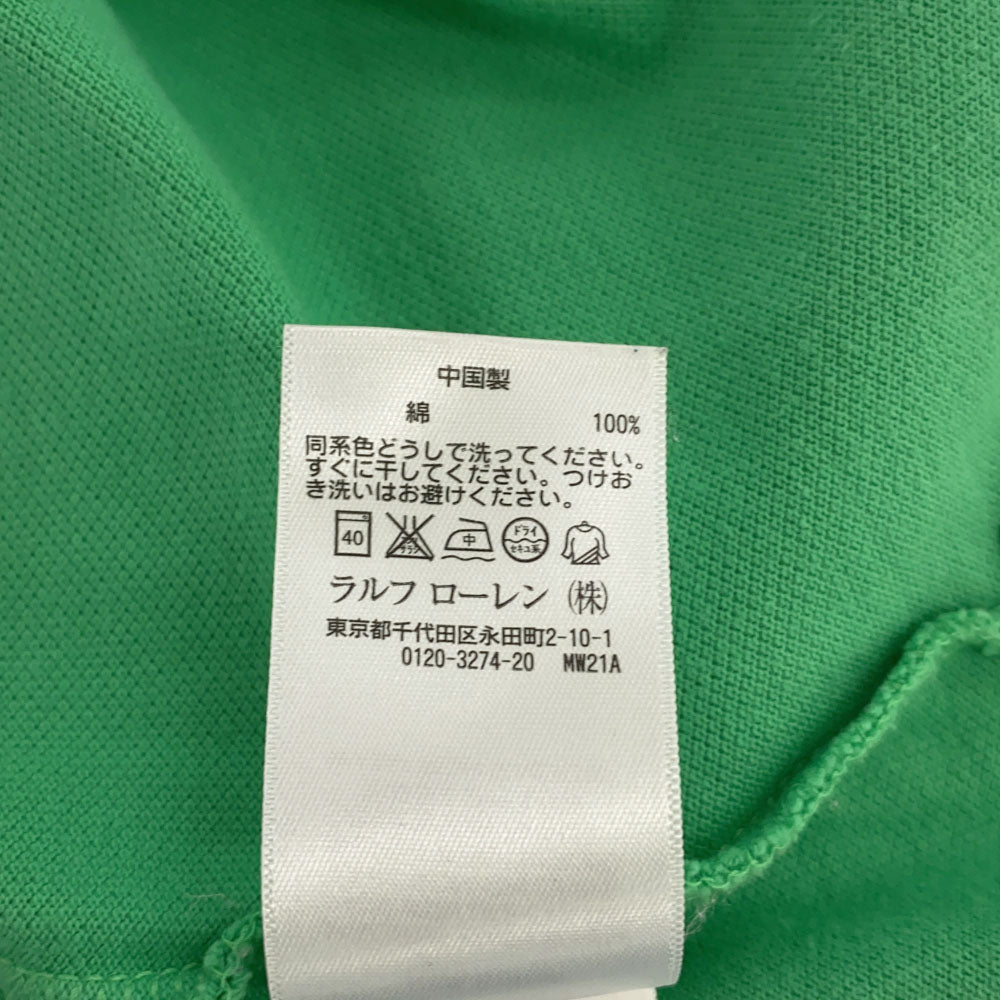 中国製
綿 100%
同系色どうしで洗ってください。
すぐに干してください。つけお
き洗いはお避けください。
40 中 ドライ セキユ系
ラルフ ローレン (株)
東京都千代田区永田町2-10-1
0120-3274-20 MW21A